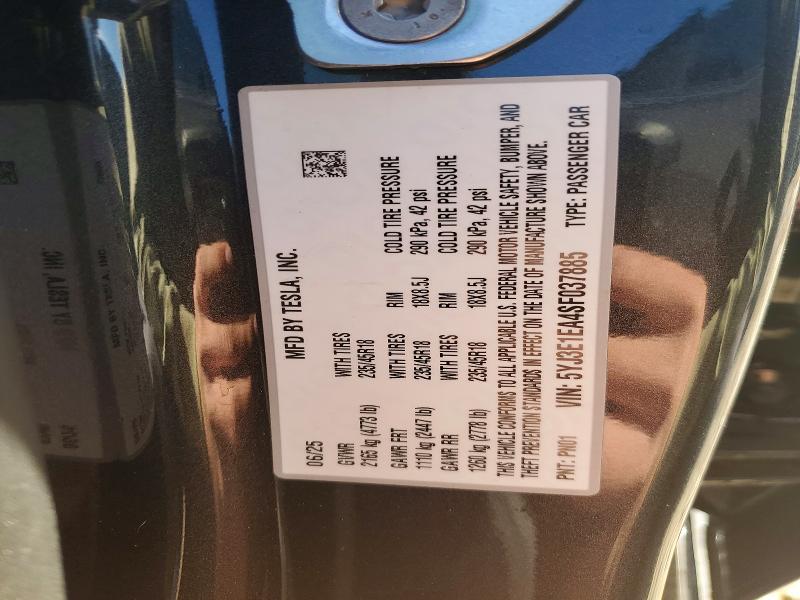 MFD BY TESLA, INC.
06/25
GVWR WITH TIRES
2165 kg (4773 lb) 235/45R18
GAWR FRT WITH TIRES RIM COLD TIRE PRESSURE
1110 kg (2447 lb) 235/45R18 18X8.5J 290 kPa, 42 psi
GAWR RR WITH TIRES RIM COLD TIRE PRESSURE
1260 kg (2778 lb) 235/45R18 18X8.5J 290 kPa, 42 psi
THIS VEHICLE CONFORMS TO ALL APPLICABLE U.S. FEDERAL MOTOR VEHICLE SAFETY, BUMPER, AND
THEFT PREVENTION STANDARDS IN EFFECT ON THE DATE OF MANUFACTURE SHOWN ABOVE.
PNT: PN01 VIN: 5YJ3E1EA4SF037885 TYPE: PASSENGER CAR